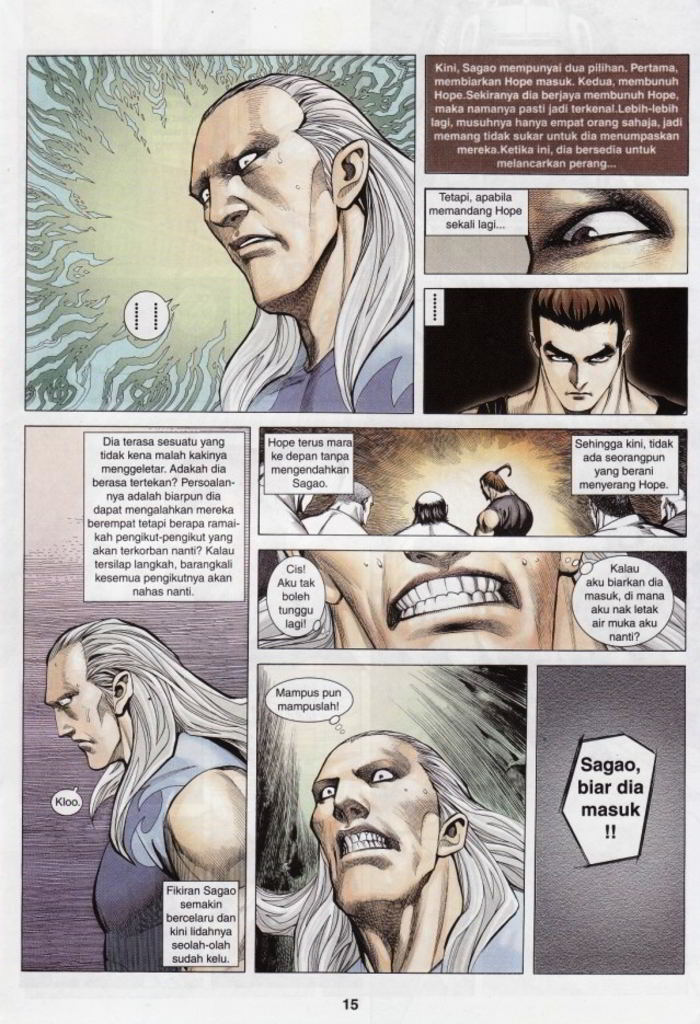 Kini, Sagao mempunyai dua pilihan. Pertama,
membiarkan Hope masuk. Kedua, membunuh
Hope.Sekiranya dia berjaya membunuh Hope,
maka namanya pasti jadi terkenal.Lebih-lebih
lagi, musuhnya hanya empat orang sahaja, jadi
memang tidak sukar untuk dia menumpaskan
mereka.Ketika ini, dia bersedia untuk
melancarkan perang...
Tetapi, apabila
memandang Hope
sekali lagi...
Dia terasa sesuatu yang
tidak kena malah kakinya
menggeletar. Adakah dia
berasa tertekan? Persoalan-
nya adalah biarpun dia
dapat mengalahkan mereka
berempat tetapi berapa ramai-
kah pengikut-pengikut yang
akan terkorban nanti? Kalau
tersilap langkah, barangkali
kesemua pengikutnya akan
nahas nanti.
Kloo.
Fikiran Sagao
semakin
bercelaru dan
kini lidahnya
seolah-olah
sudah kelu.
Hope terus mara
ke depan tanpa
mengendahkan
Sagao.
Sehingga kini, tidak
ada seorangpun
yang berani
menyerang Hope.
Cis!
Aku tak
boleh
tunggu
lagi!
Kalau
aku biarkan dia
masuk, di mana
aku nak letak
air muka aku
nanti?
Mampus pun
mampuslah!
Sagao,
biar dia
masuk
!!
15